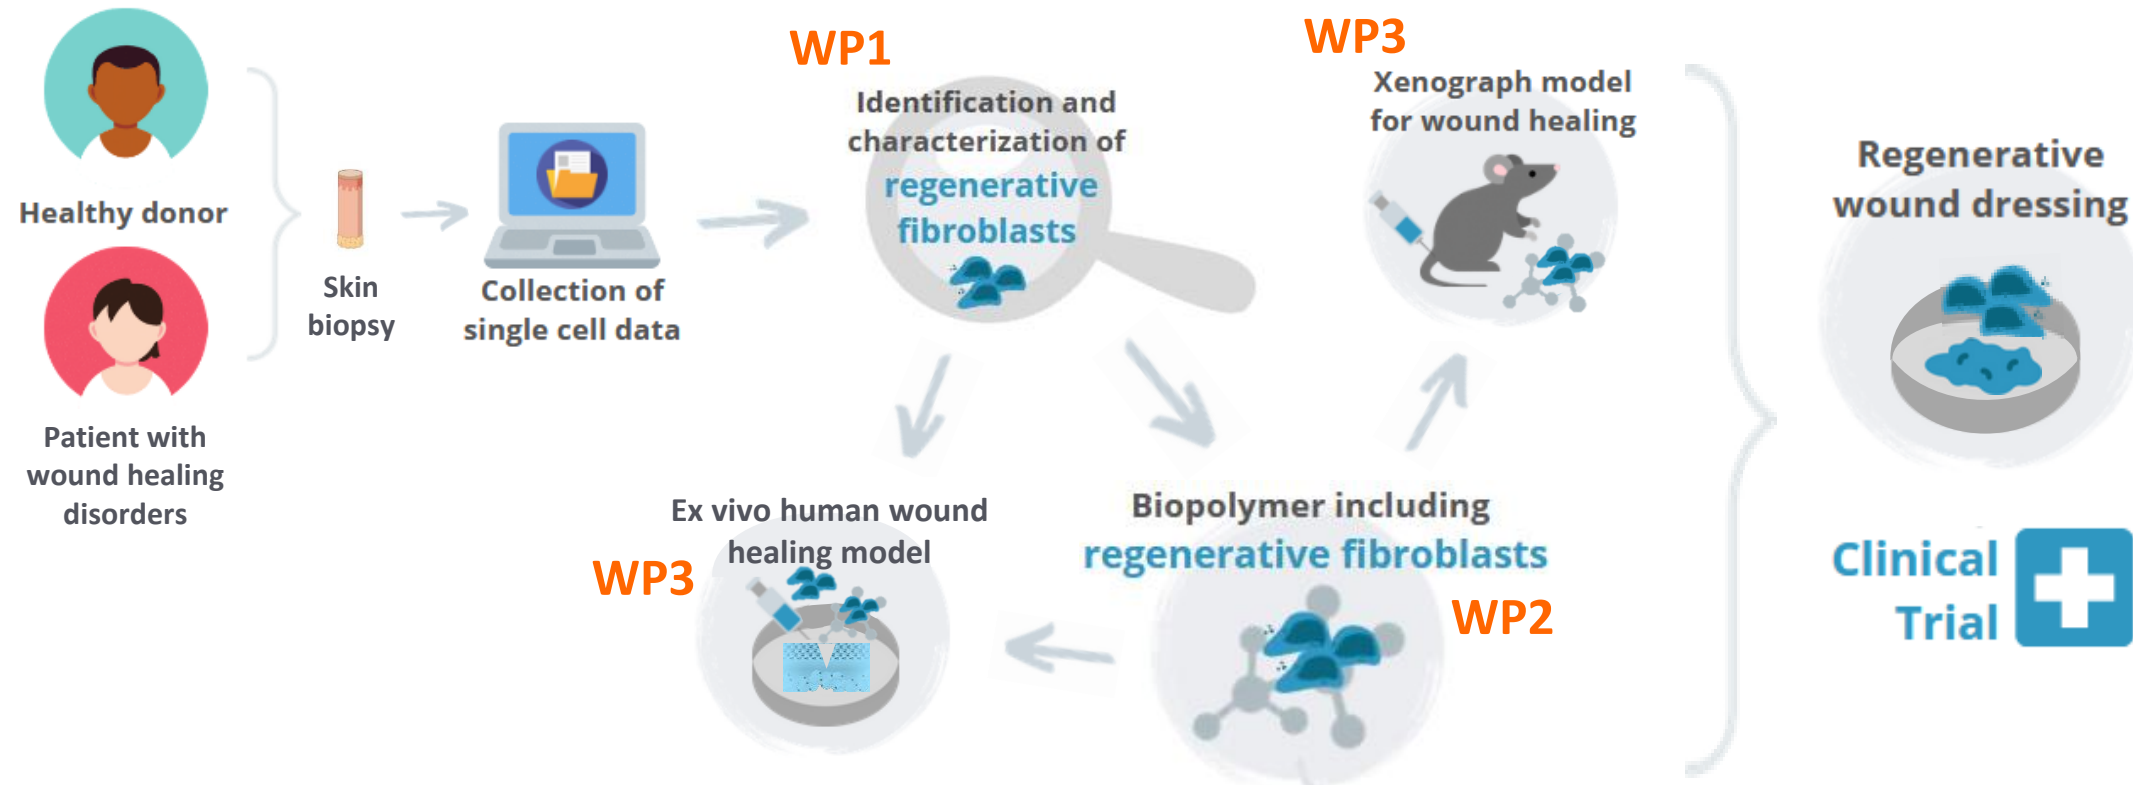 Healthy donor
Patient with
wound healing
disorders
Skin
biopsy
Collection of
single cell data
WP1
Identification and
characterization of
regenerative
fibroblasts
WP3
Xenograph model
for wound healing
WP3
Ex vivo human wound
healing model
Biopolymer including
regenerative fibroblasts
WP2
Regenerative
wound dressing
Clinical
Trial